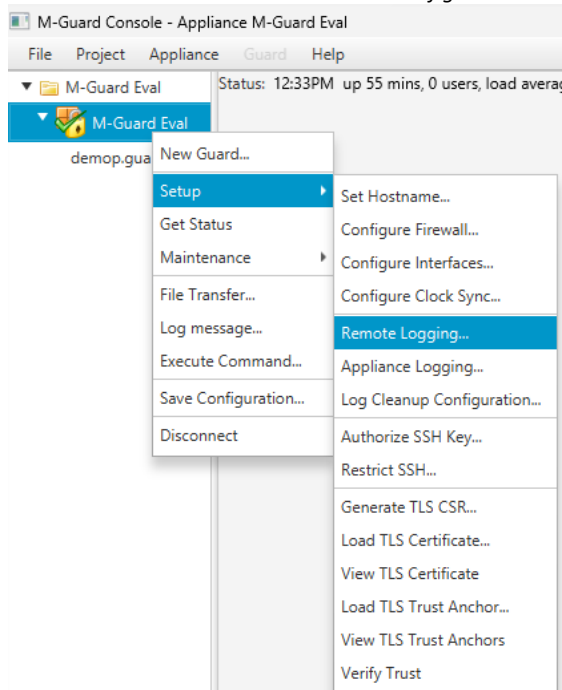 M-Guard Console - Appliance M-Guard Eval
File Project Appliance Guard Help
M-Guard Eval
Status: 12:33PM up 55 mins, 0 users, load avera
M-Guard Eval
demop.gua
New Guard...
Setup
Get Status
Maintenance
File Transfer...
Log message...
Execute Command...
Save Configuration...
Disconnect
Set Hostname...
Configure Firewall...
Configure Interfaces...
Configure Clock Sync...
Remote Logging...
Appliance Logging...
Log Cleanup Configuration...
Authorize SSH Key...
Restrict SSH...
Generate TLS CSR...
Load TLS Certificate...
View TLS Certificate
Load TLS Trust Anchor...
View TLS Trust Anchors
Verify Trust